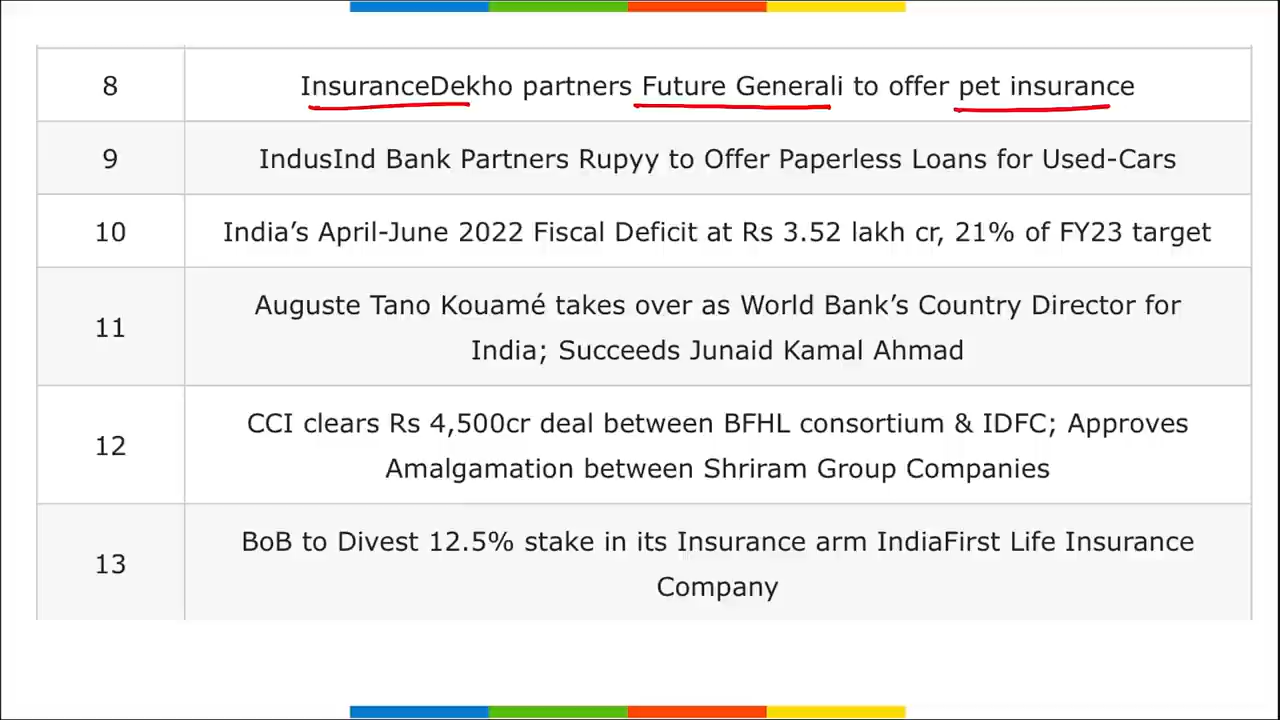 8 InsuranceDekho partners Future Generali to offer pet insurance
9 IndusInd Bank Partners Rupyy to Offer Paperless Loans for Used-Cars
10 India’s April-June 2022 Fiscal Deficit at Rs 3.52 lakh cr, 21% of FY23 target
11 Auguste Tano Kouamé takes over as World Bank’s Country Director for
India; Succeeds Junaid Kamal Ahmad
12 CCI clears Rs 4,500cr deal between BFHL consortium & IDFC; Approves
Amalgamation between Shriram Group Companies
13 BoB to Divest 12.5% stake in its Insurance arm IndiaFirst Life Insurance
Company